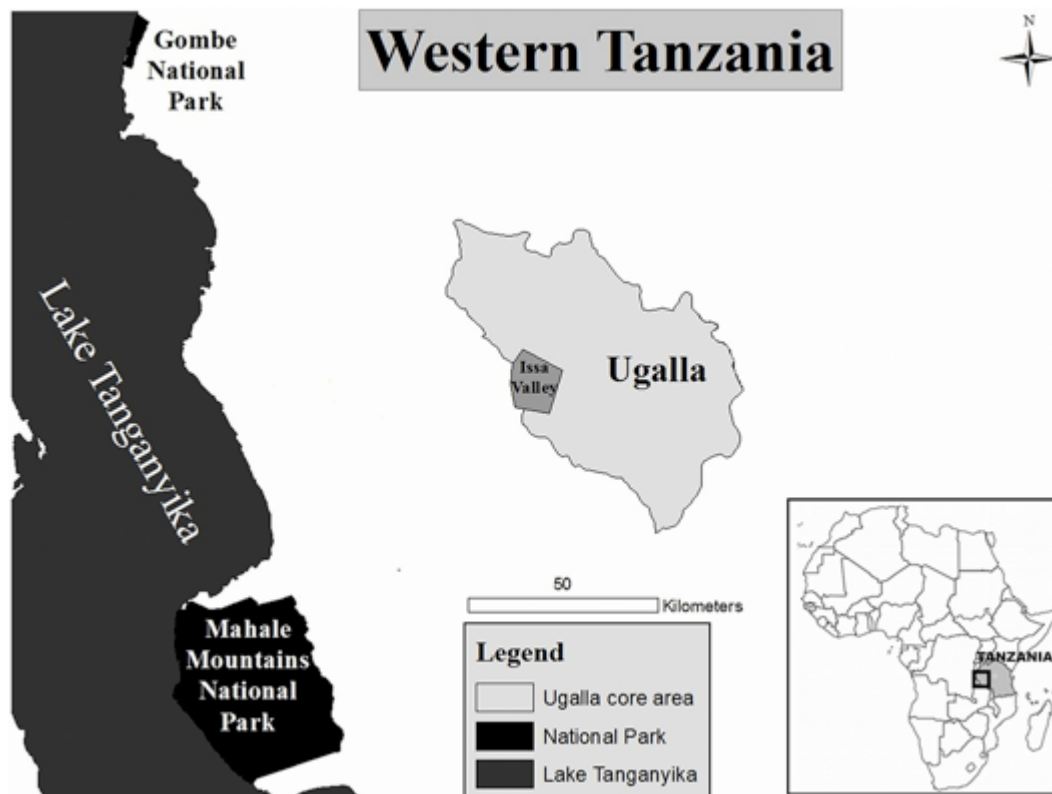 Western Tanzania
N
Gombe
National
Park
Lake Tanganyika
Issa
Valley
Ugalla
Mahale
Mountains
National
Park
50
Kilometers
Legend
Ugalla core area
National Park
Lake Tanganyika
TANZANIA